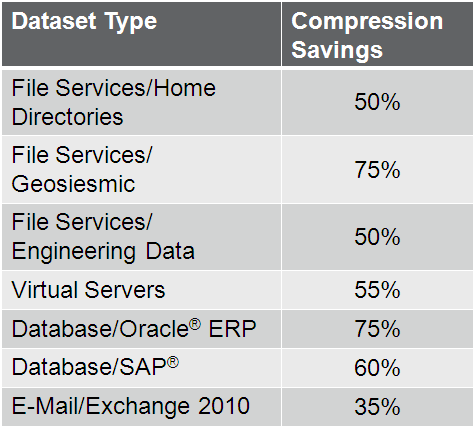 Dataset Type
Compression
Savings
File Services/Home
Directories
50%
File Services/
Geosiesmic
75%
File Services/
Engineering Data
50%
Virtual Servers
55%
Database/Oracle® ERP
75%
Database/SAP®
60%
E-Mail/Exchange 2010
35%